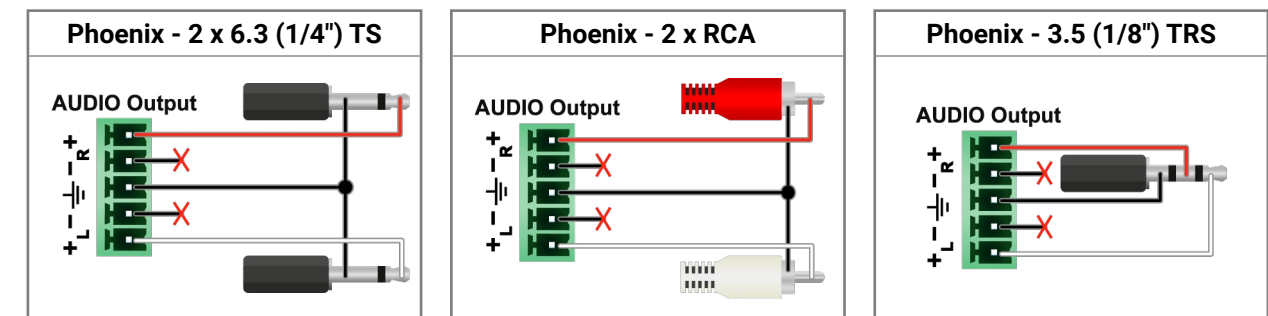 Phoenix - 2 x 6.3 (1/4") TS
AUDIO Output
+
R
-
-
L
+
Phoenix - 2 x RCA
AUDIO Output
+
R
-
-
L
+
Phoenix - 3.5 (1/8") TRS
AUDIO Output
+
R
-
-
L
+